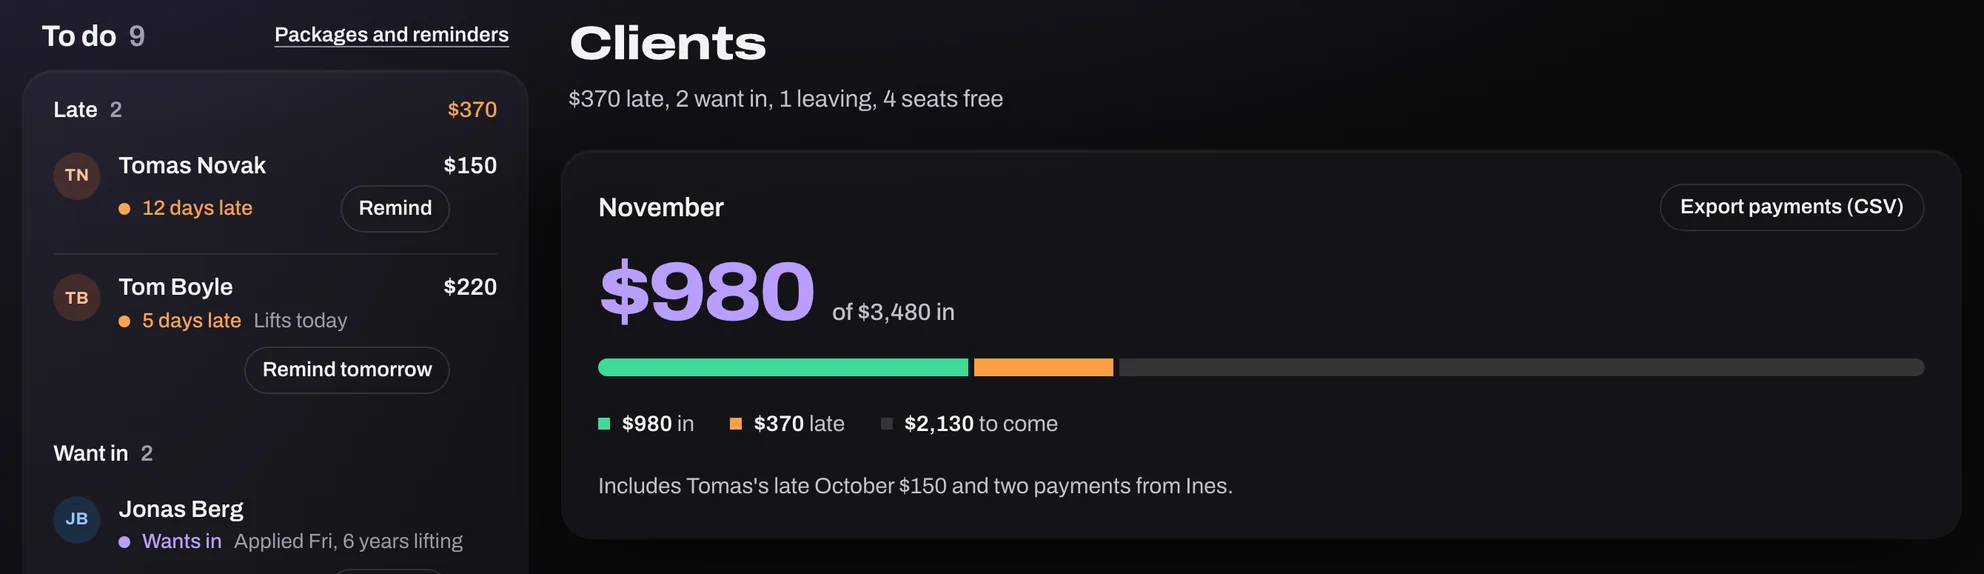 To do 9
Packages and reminders
Late 2
$370
TN
Tomas Novak
$150
12 days late
Remind
TB
Tom Boyle
$220
5 days late Lifts today
Remind tomorrow
Want in 2
JB
Jonas Berg
Wants in Applied Fri, 6 years lifting
Clients
$370 late, 2 want in, 1 leaving, 4 seats free
November
Export payments (CSV)
$980 of $3,480 in
$980 in
$370 late
$2,130 to come
Includes Tomas's late October $150 and two payments from Ines.